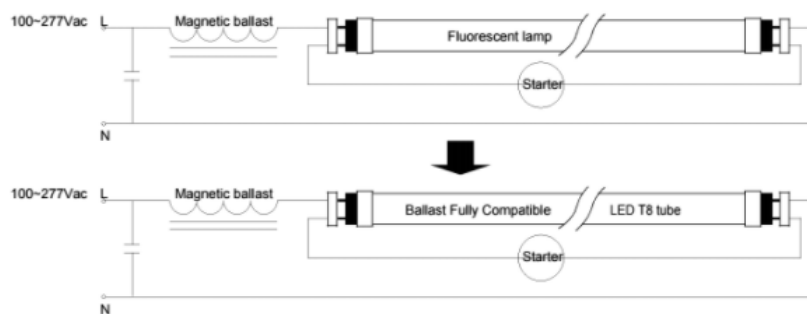 100~277Vac L Magnetic ballast
Fluorescent lamp
Starter
N
100~277Vac L Magnetic ballast
Ballast Fully Compatible LED T8 tube
Starter
N